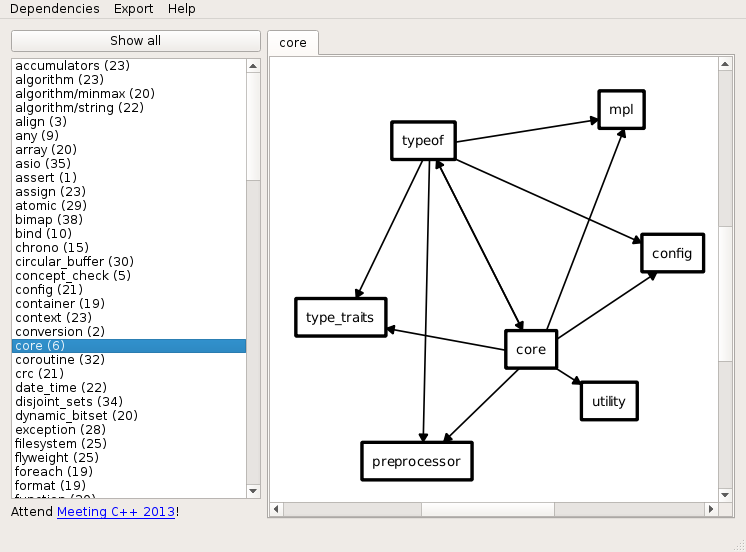 Dependencies Export Help
Show all
accumulators (23)
algorithm (23)
algorithm/minmax (20)
algorithm/string (22)
align (3)
any (9)
array (20)
asio (35)
assert (1)
assign (23)
atomic (29)
bimap (38)
bind (10)
chrono (15)
circular_buffer (30)
concept_check (5)
config (21)
container (19)
context (23)
conversion (2)
core (6)
coroutine (32)
crc (21)
date_time (22)
disjoint_sets (34)
dynamic_bitset (20)
exception (28)
filesystem (25)
flyweight (25)
foreach (19)
format (19)
function (20)
Attend Meeting C++ 2013!
core
mpl
typeof
config
type_traits
core
utility
preprocessor